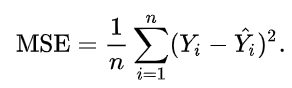 MSE = \frac{1}{n} \sum_{i=1}^{n} (Y_i - \hat{Y}_i)^2.